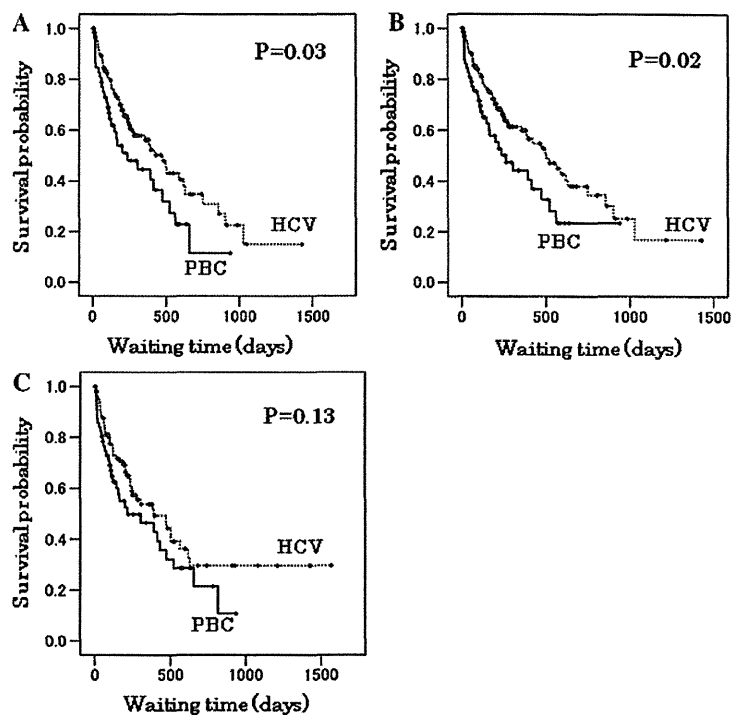 A
P=0.03
Survival probability
1.0
0.8
0.6
0.4
0.2
0.0
HCV
PBC
0 500 1000 1500
Waiting time (days)
B
P=0.02
Survival probability
1.0
0.8
0.6
0.4
0.2
0.0
HCV
PBC
0 500 1000 1500
Waiting time (days)
C
P=0.13
Survival probability
1.0
0.8
0.6
0.4
0.2
0.0
HCV
PBC
0 500 1000 1500
Waiting time (days)